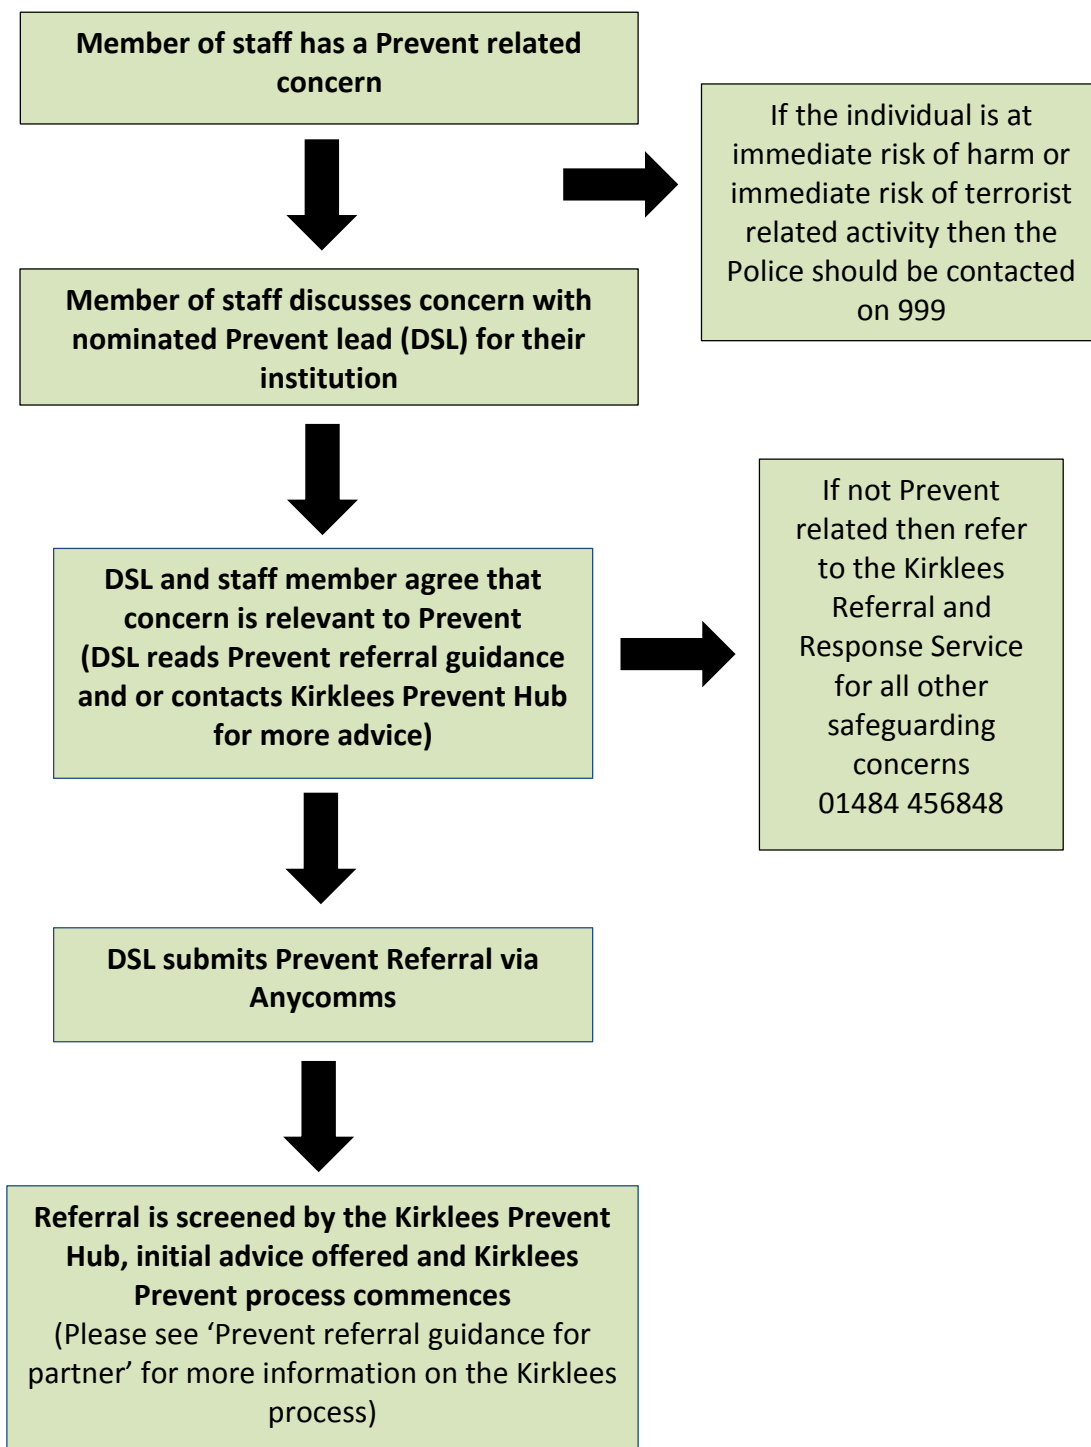 Member of staff has a Prevent related
concern
If the individual is at
immediate risk of harm or
immediate risk of terrorist
related activity then the
Police should be contacted
on 999
Member of staff discusses concern with
nominated Prevent lead (DSL) for their
institution
DSL and staff member agree that
concern is relevant to Prevent
(DSL reads Prevent referral guidance
and or contacts Kirklees Prevent Hub
for more advice)
If not Prevent
related then refer
to the Kirklees
Referral and
Response Service
for all other
safeguarding
concerns
01484 456848
DSL submits Prevent Referral via
Anycomms
Referral is screened by the Kirklees Prevent
Hub, initial advice offered and Kirklees
Prevent process commences
(Please see ‘Prevent referral guidance for
partner’ for more information on the Kirklees
process)